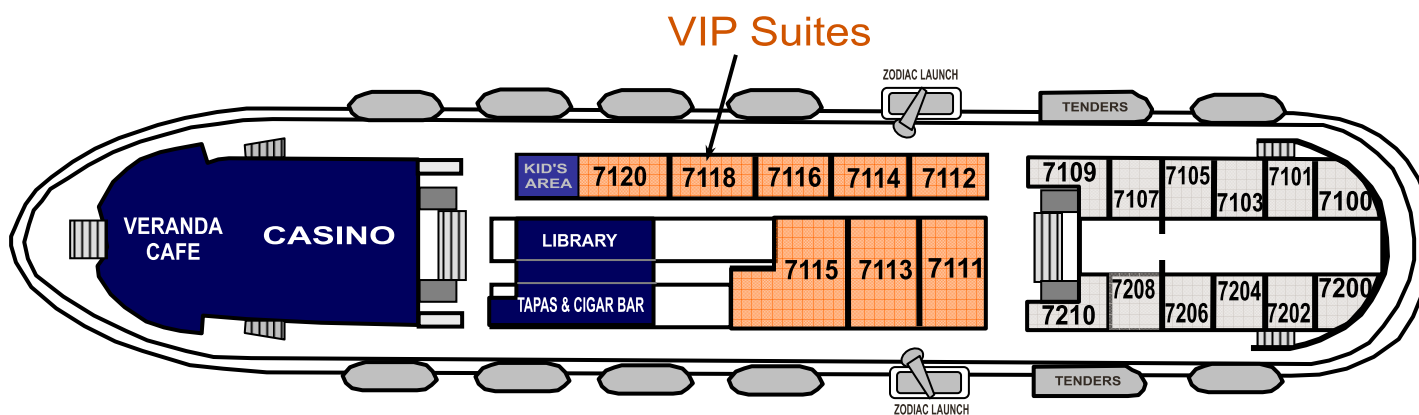 VIP Suites
ZODIAC LAUNCH
TENDERS
KID'S
AREA
7120
7118
7116
7114
7112
7109
7107
7105
7103
7101
7100
VERANDA
CAFE
CASINO
LIBRARY
TAPAS & CIGAR BAR
7115
7113
7111
7210
7208
7206
7204
7202
7200
TENDERS
ZODIAC LAUNCH